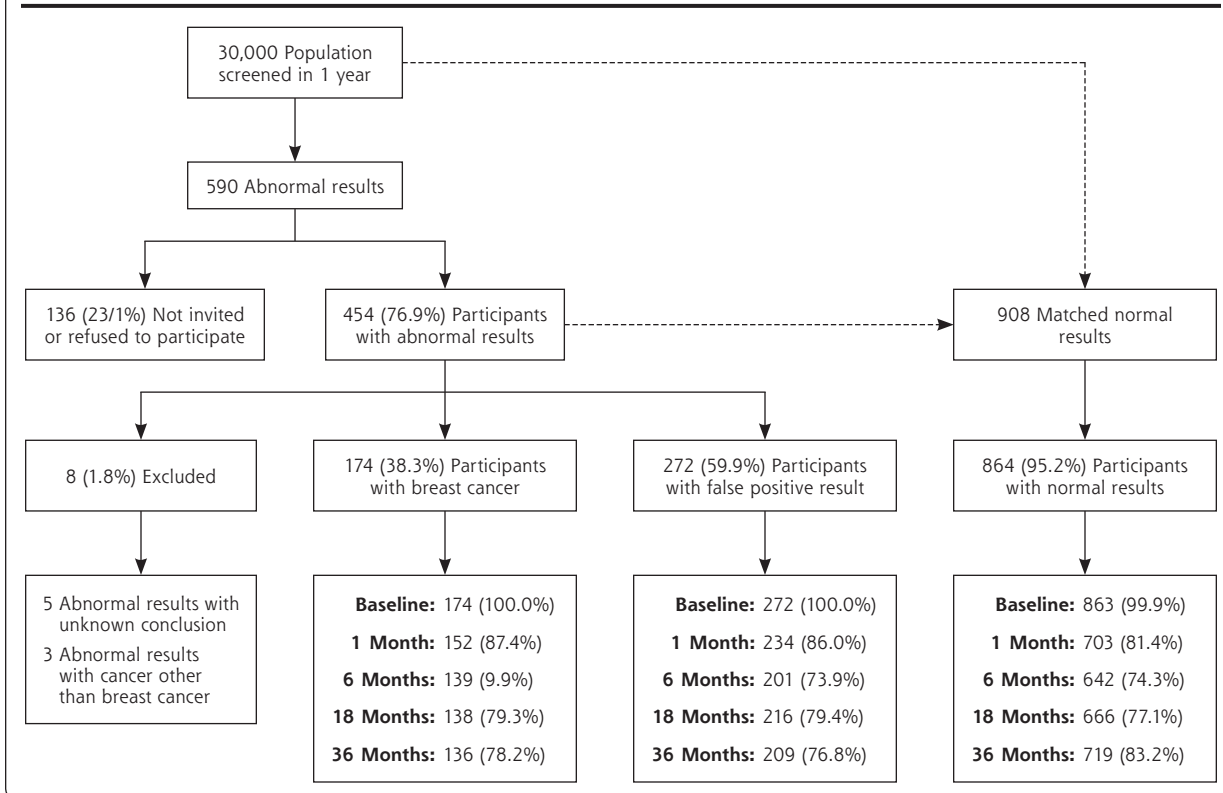 30,000 Population
screened in 1 year
590 Abnormal results
136 (23/1%) Not invited
or refused to participate
454 (76.9%) Participants
with abnormal results
908 Matched normal
results
8 (1.8%) Excluded
174 (38.3%) Participants
with breast cancer
272 (59.9%) Participants
with false positive result
864 (95.2%) Participants
with normal results
5 Abnormal results with
unknown conclusion
3 Abnormal results
with cancer other
than breast cancer
Baseline: 174 (100.0%)
1 Month: 152 (87.4%)
6 Months: 139 (9.9%)
18 Months: 138 (79.3%)
36 Months: 136 (78.2%)
Baseline: 272 (100.0%)
1 Month: 234 (86.0%)
6 Months: 201 (73.9%)
18 Months: 216 (79.4%)
36 Months: 209 (76.8%)
Baseline: 863 (99.9%)
1 Month: 703 (81.4%)
6 Months: 642 (74.3%)
18 Months: 666 (77.1%)
36 Months: 719 (83.2%)